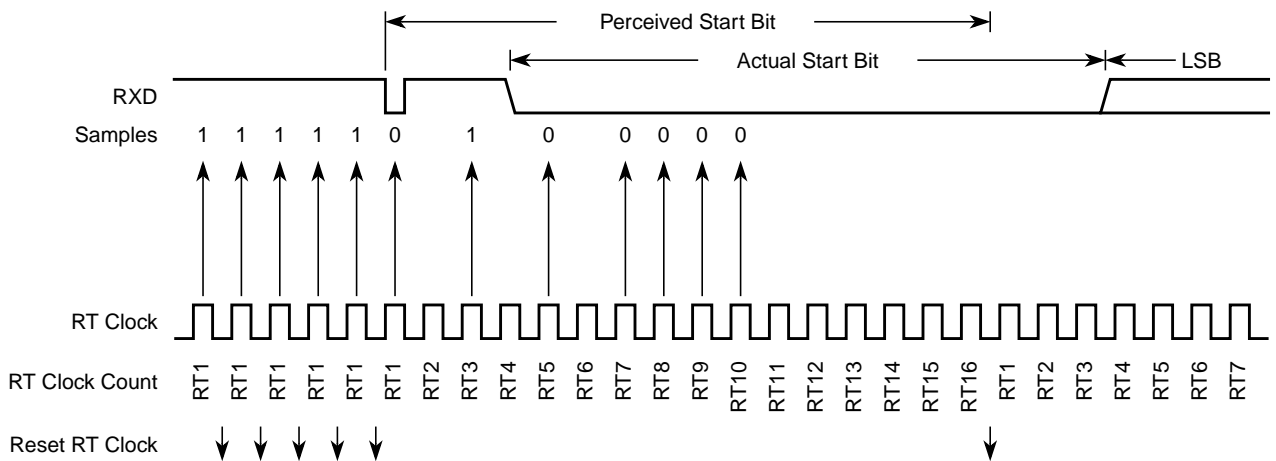 Perceived Start Bit
Actual Start Bit LSB
RXD
Samples 1 1 1 1 1 0 1 0 0 0 0 0
RT Clock
RT Clock Count RT1 RT1 RT1 RT1 RT1 RT1 RT2 RT3 RT4 RT5 RT6 RT7 RT8 RT9 RT10 RT11 RT12 RT13 RT14 RT15 RT16 RT1 RT2 RT3 RT4 RT5 RT6 RT7
Reset RT Clock